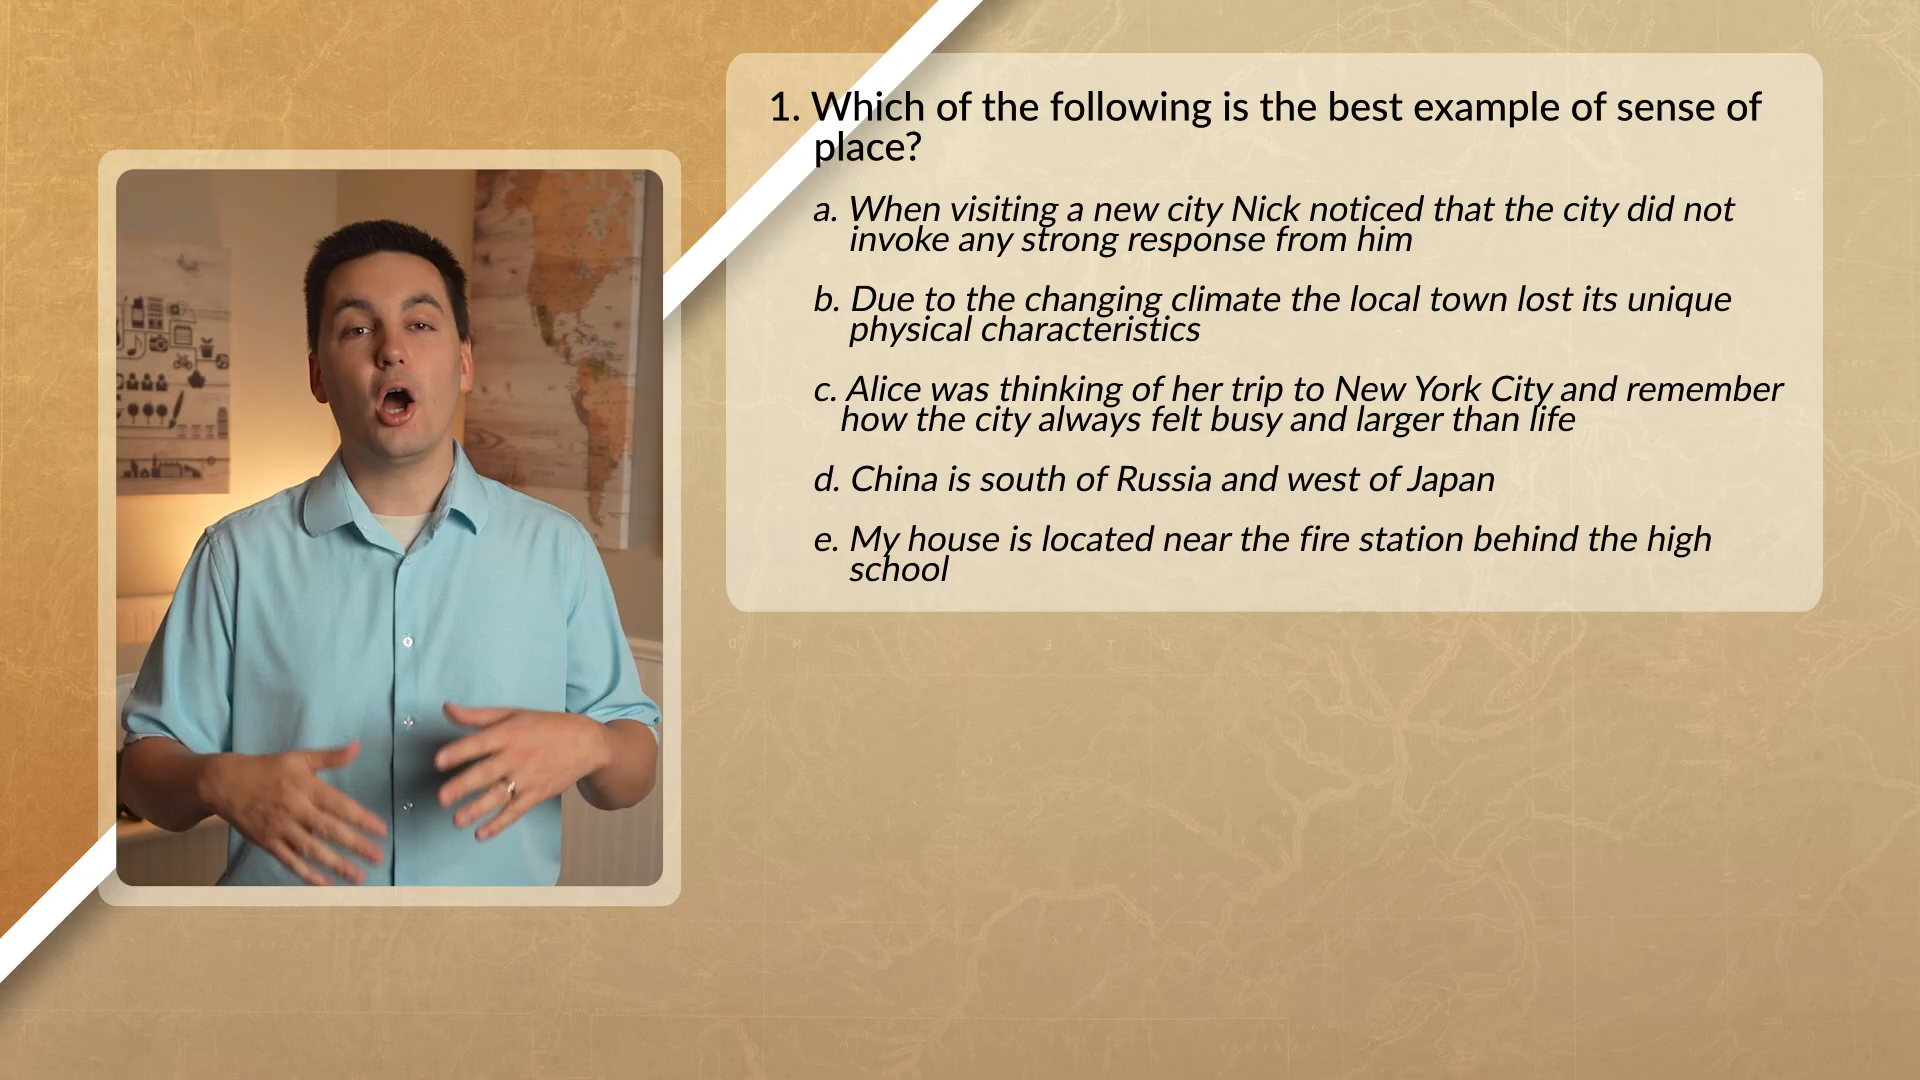 1. Which of the following is the best example of sense of
place?
a. When visiting a new city Nick noticed that the city did not
invoke any strong response from him
b. Due to the changing climate the local town lost its unique
physical characteristics
c. Alice was thinking of her trip to New York City and remember
how the city always felt busy and larger than life
d. China is south of Russia and west of Japan
e. My house is located near the fire station behind the high
school